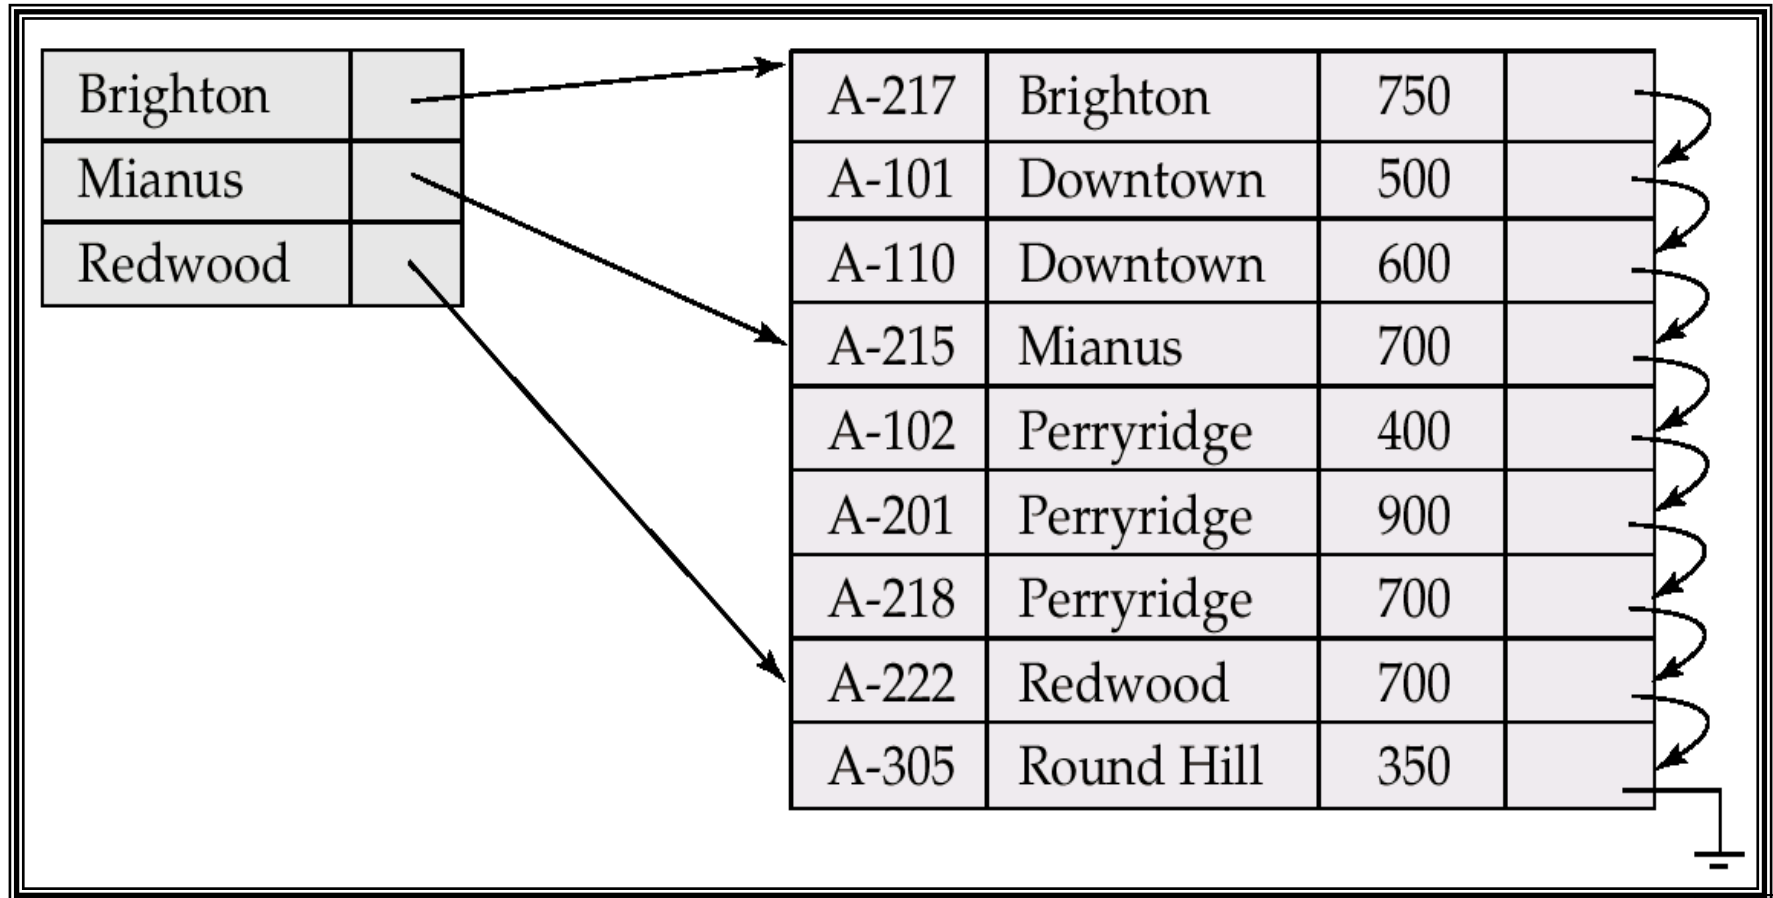 Brighton
Mianus
Redwood
A-217 Brighton 750
A-101 Downtown 500
A-110 Downtown 600
A-215 Mianus 700
A-102 Perryridge 400
A-201 Perryridge 900
A-218 Perryridge 700
A-222 Redwood 700
A-305 Round Hill 350